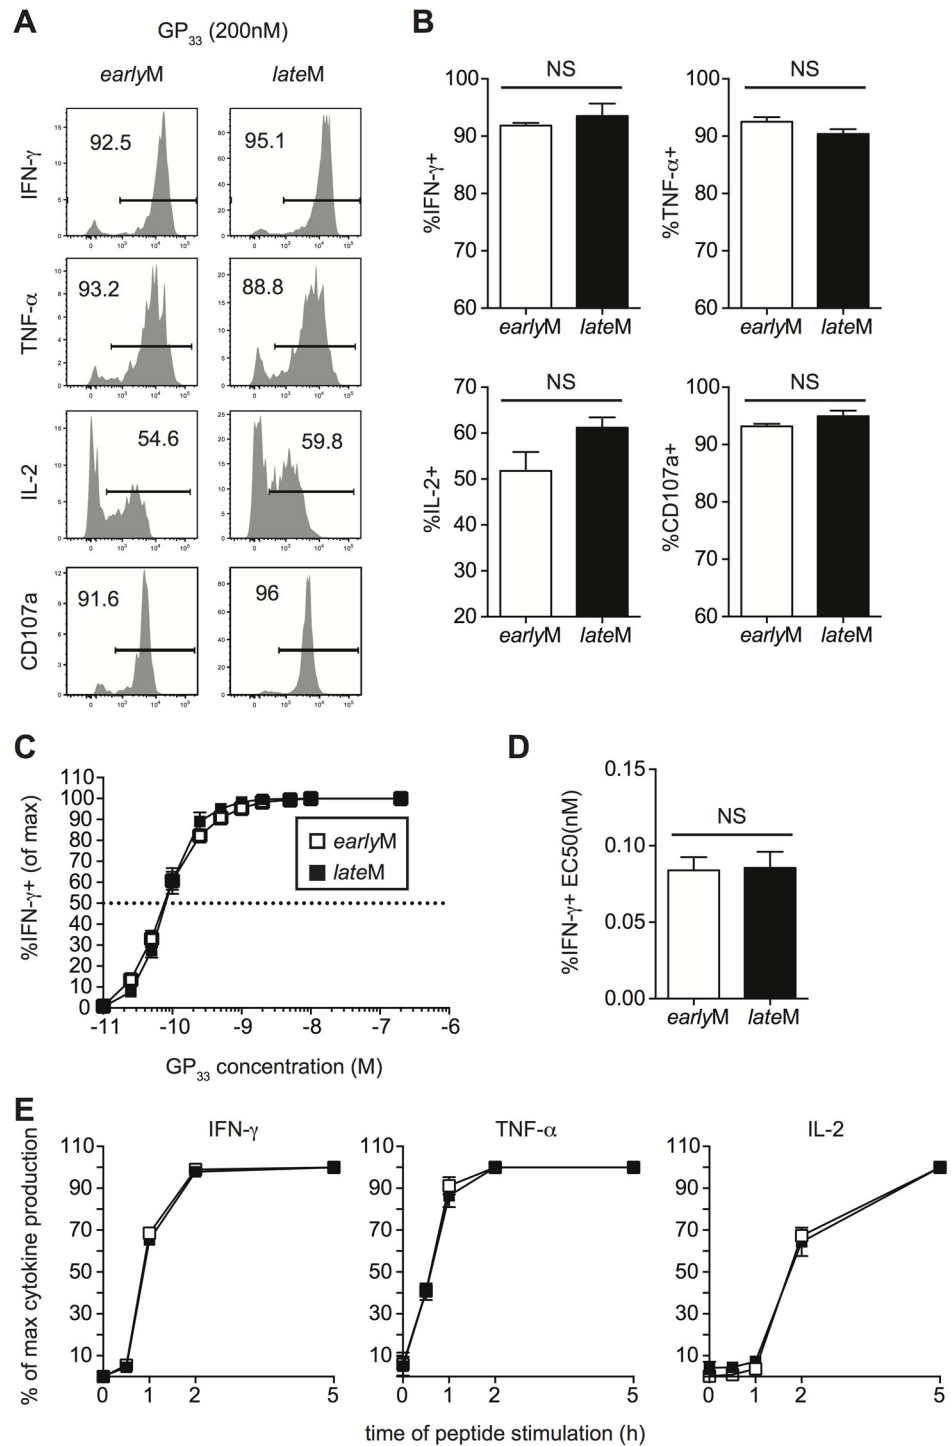 A
GP33 (200nM)
earlyM lateM
IFN-γ
92.5
95.1
TNF-α
93.2
88.8
IL-2
54.6
59.8
CD107a
91.6
96
B
%IFN-γ+
100
90
80
70
60
NS
earlyM lateM
%TNF-α+
100
90
80
70
60
NS
earlyM lateM
%IL-2+
70
60
50
40
30
20
NS
earlyM lateM
%CD107a+
100
90
80
70
60
NS
earlyM lateM
C
%IFN-γ+ (of max)
110
100
90
80
70
60
50
40
30
20
10
0
earlyM
lateM
-11 -10 -9 -8 -7 -6
GP33 concentration (M)
D
%IFN-γ+ EC50(nM)
0.15
0.10
0.05
0.00
NS
earlyM lateM
E
% of max cytokine production
IFN-γ
110
90
70
50
30
10
0 1 2 5
TNF-α
110
90
70
50
30
10
0 1 2 5
IL-2
110
90
70
50
30
10
0 1 2 5
time of peptide stimulation (h)